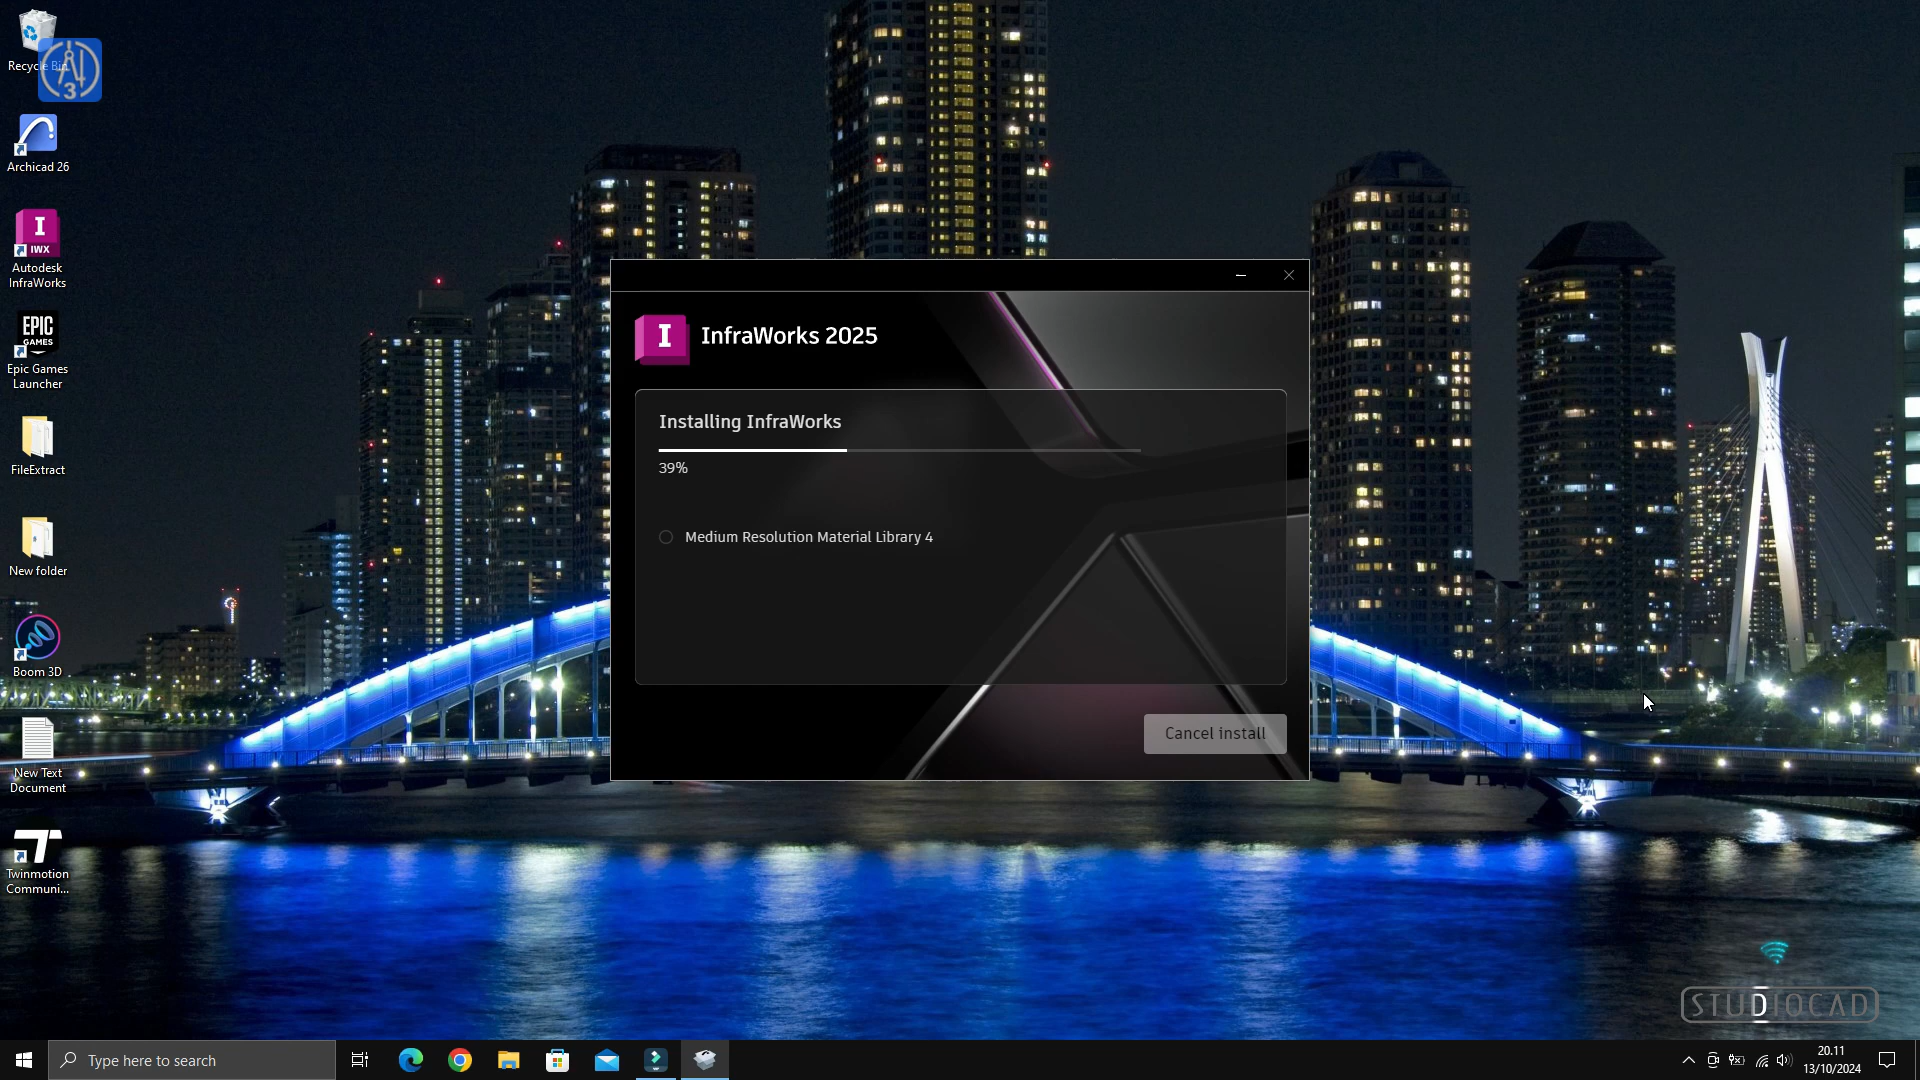 Recycle Bin
3
Archicad 26
I
IWX
Autodesk
InfraWorks
EPIC
GAMES
Epic Games
Launcher
FileExtract
New folder
Boom 3D
New Text
Document
Twinmotion
Communi...
I
InfraWorks 2025
Installing InfraWorks
39%
Medium Resolution Material Library 4
Cancel install
STUDIOCAD
Type here to search
20.11
13/10/2024